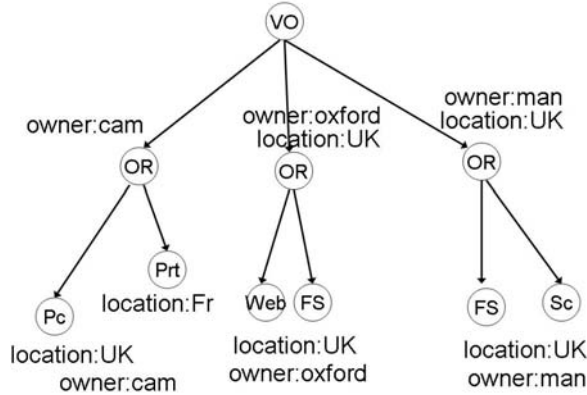 VO
owner:cam
owner:oxford
location:UK
owner:man
location:UK
OR
OR
OR
Prt
location:Fr
Pc
location:UK
owner:cam
Web
FS
location:UK
owner:oxford
FS
Sc
location:UK
owner:man